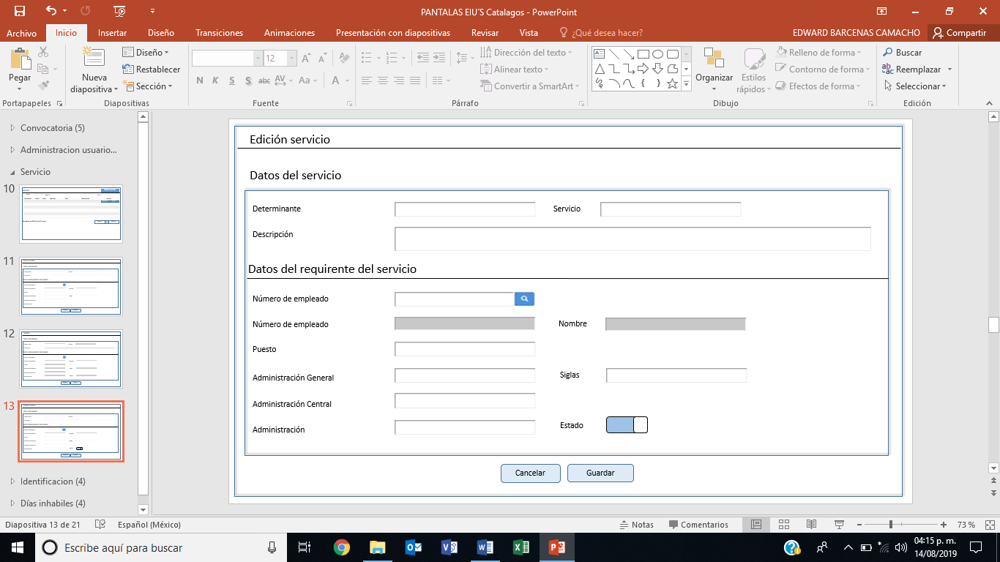 PANTALAS EIU´S Catalagos - PowerPoint
Archivo Inicio Insertar Diseño Transiciones Animaciones Presentación con diapositivas Revisar Vista ¿Qué desea hacer? EDWARD BARCENAS CAMACHO Compartir
Pegar
Nueva diapositiva
Diseño
Restablecer
Sección
12
N K S S abc AV Aa A
Dirección del texto
Alinear texto
Convertir a SmartArt
Organizar
Estilos rápidos
Relleno de forma
Contorno de forma
Efectos de forma
Buscar
Reemplazar
Seleccionar
Portapapeles Diapositivas Fuente Párrafo Dibujo Edición
Convocatoria (5)
Administracion usuario...
Servicio
10
11
12
13
Identificacion (4)
Días inhabiles (4)
Edición servicio
Datos del servicio
Determinante Servicio
Descripción
Datos del requirente del servicio
Número de empleado
Número de empleado Nombre
Puesto
Administración General Siglas
Administración Central
Administración Estado
Cancelar Guardar
Diapositiva 13 de 21 Español (México) Notas Comentarios 73 %
Escribe aquí para buscar
04:15 p. m.
14/08/2019